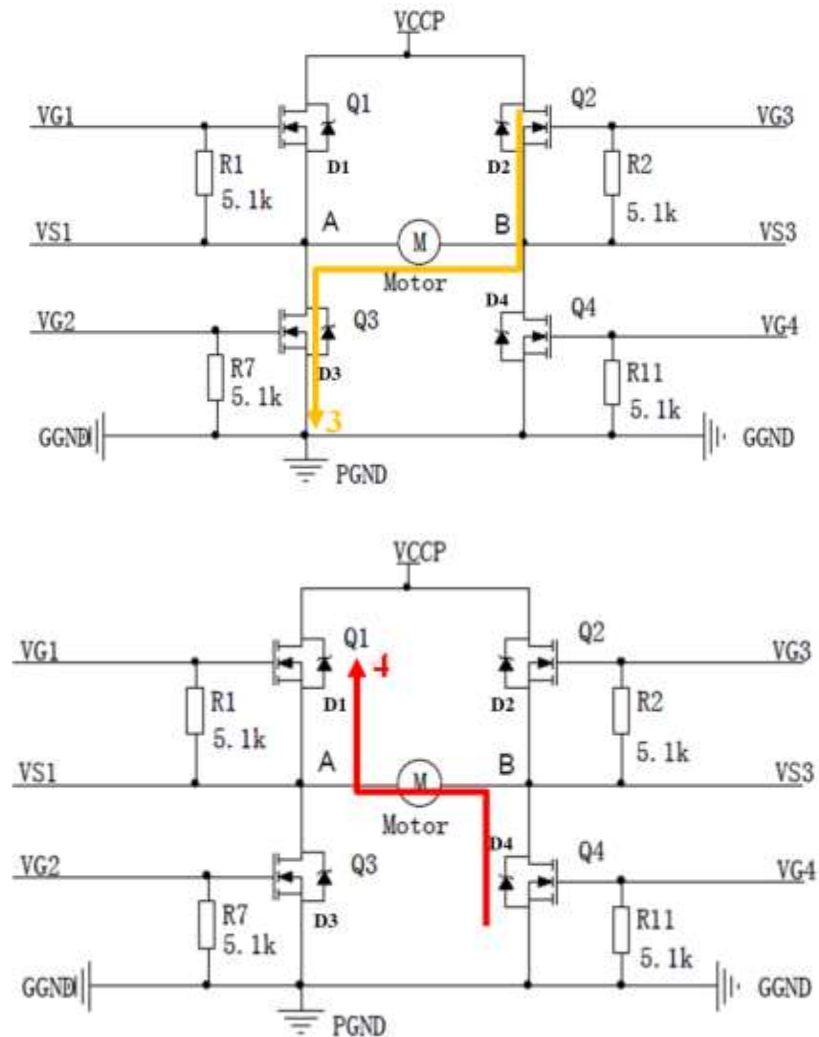 VCCP
VG1 Q1 Q2 VG3
R1 D1 D2 R2
5.1k 5.1k
VS1 A M B VS3
Motor
VG2 Q3 D4 Q4 VG4
R7 D3 R11
5.1k 5.1k
3
GGND GGND
PGND
VCCP
VG1 Q1 4 Q2 VG3
R1 D1 D2 R2
5.1k 5.1k
VS1 A M B VS3
Motor
VG2 Q3 D4 Q4 VG4
R7 D3 R11
5.1k 5.1k
GGND GGND
PGND